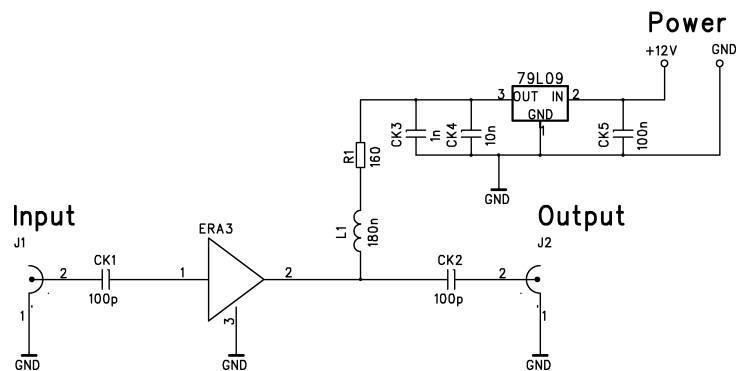 Power
+12V
GND
79L09
3
OUT
IN
2
GND
1
CK3
1n
CK4
10n
CK5
100n
R1
160
GND
L1
180n
Input
J1
Output
J2
ERA3
CK1
CK2
2
1
2
2
100p
100p
1
3
1
GND
GND
GND